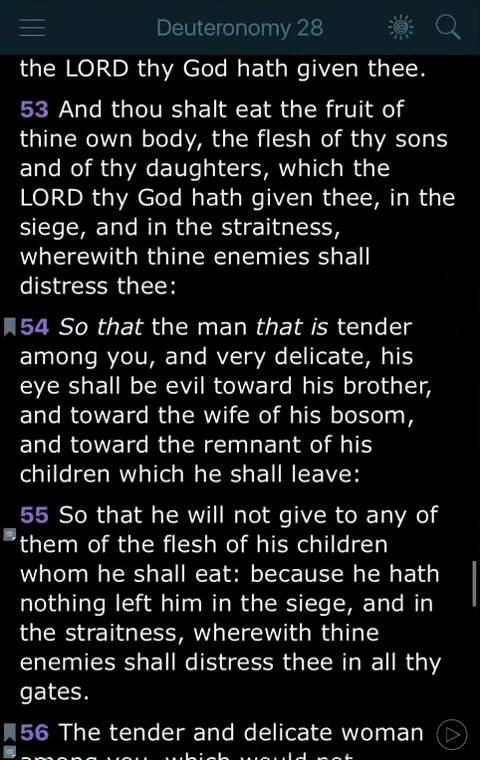 Deuteronomy 28
the LORD thy God hath given thee.
53 And thou shalt eat the fruit of
thine own body, the flesh of thy sons
and of thy daughters, which the
LORD thy God hath given thee, in the
siege, and in the straitness,
wherewith thine enemies shall
distress thee:
54 So that the man that is tender
among you, and very delicate, his
eye shall be evil toward his brother,
and toward the wife of his bosom,
and toward the remnant of his
children which he shall leave:
55 So that he will not give to any of
them of the flesh of his children
whom he shall eat: because he hath
nothing left him in the siege, and in
the straitness, wherewith thine
enemies shall distress thee in all thy
gates.
56 The tender and delicate woman
among you, which would not